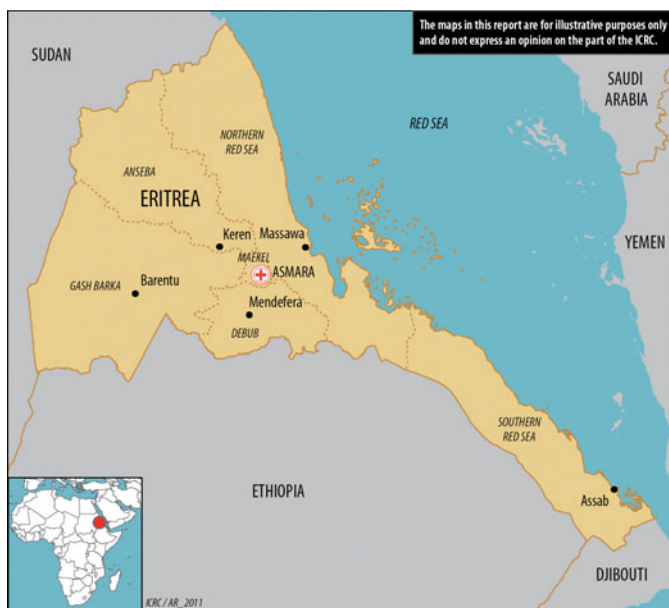 The maps in this report are for illustrative purposes only
and do not express an opinion on the part of the ICRC.
SUDAN
SAUDI
ARABIA
RED SEA
NORTHERN
RED SEA
ANSEBA
ERITREA
Keren
Massawa
YEMEN
MAEKEL
ASMARA
GASH BARKA
Barentu
Mendefera
DEBUB
SOUTHERN
RED SEA
ETHIOPIA
Assab
DJIBOUTI
ICRC / AR_2011